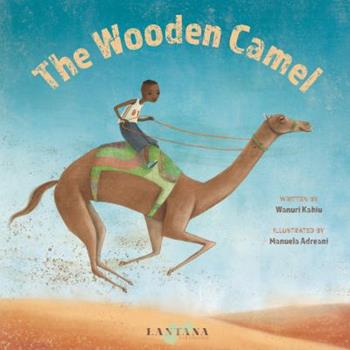 The Wooden Camel
WRITTEN BY
Wanuri Kahiu
ILLUSTRATED BY
Manuela Adreani
LANTANA